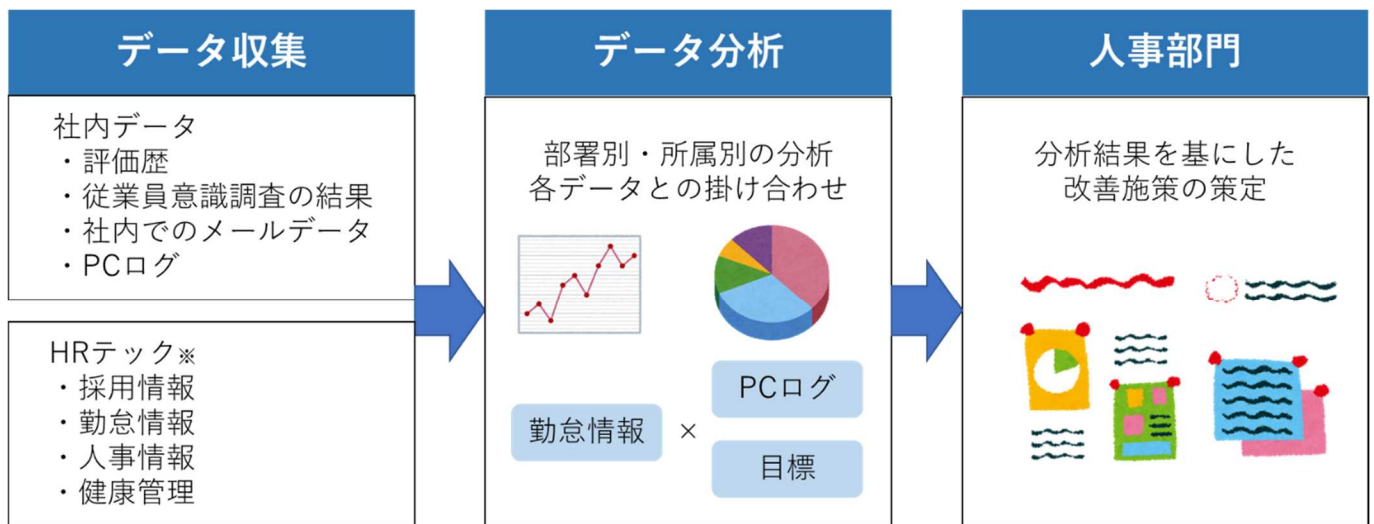 データ収集
社内データ
・評価歴
・従業員意識調査の結果
・社内でのメールデータ
・PCログ
HRテック※
・採用情報
・勤怠情報
・人事情報
・健康管理
データ分析
部署別・所属別の分析
各データとの掛け合わせ
勤怠情報
×
PCログ
目標
人事部門
分析結果を基にした
改善施策の策定